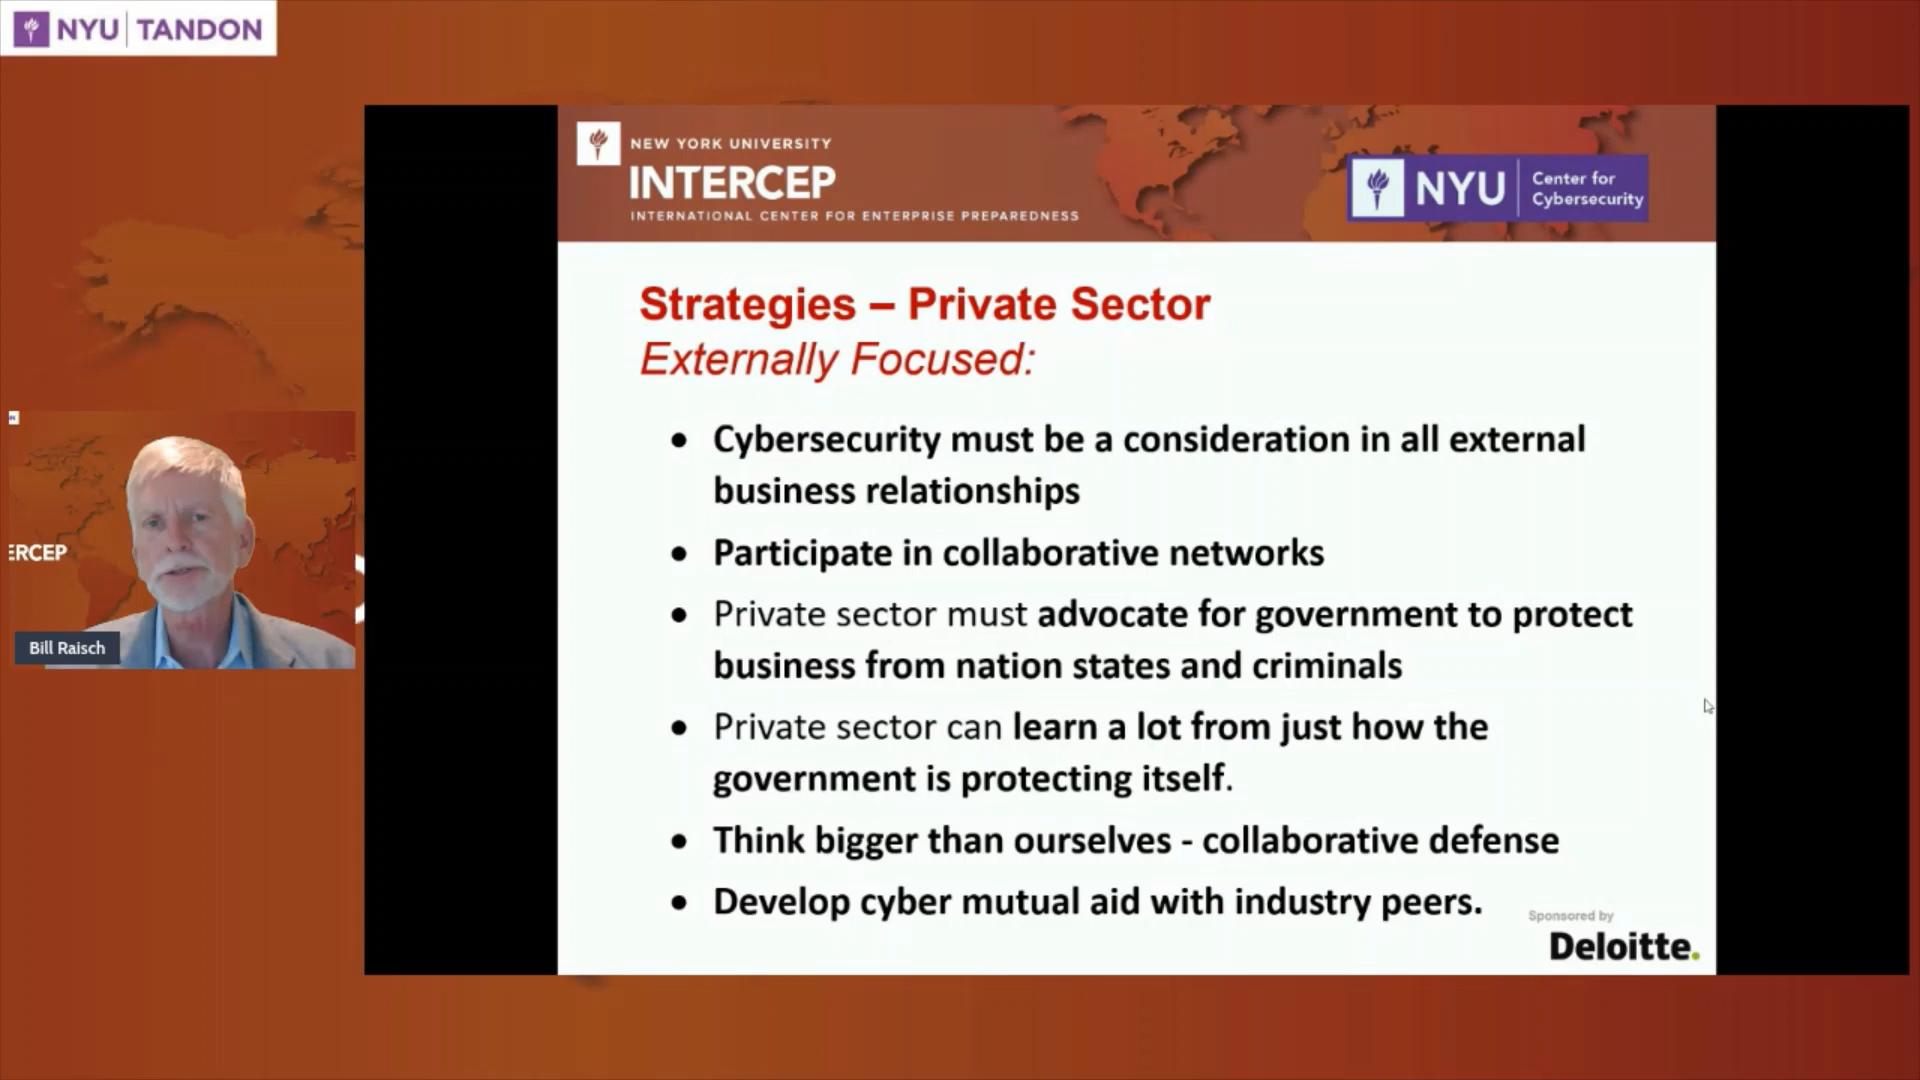 NYU TANDON
NEW YORK UNIVERSITY
INTERCEP
INTERNATIONAL CENTER FOR ENTERPRISE PREPAREDNESS
NYU Center for
Cybersecurity
Strategies – Private Sector
Externally Focused:
• Cybersecurity must be a consideration in all external
business relationships
• Participate in collaborative networks
• Private sector must advocate for government to protect
business from nation states and criminals
• Private sector can learn a lot from just how the
government is protecting itself.
• Think bigger than ourselves - collaborative defense
• Develop cyber mutual aid with industry peers.
Sponsored by
Deloitte.
ERCEP
Bill Raisch